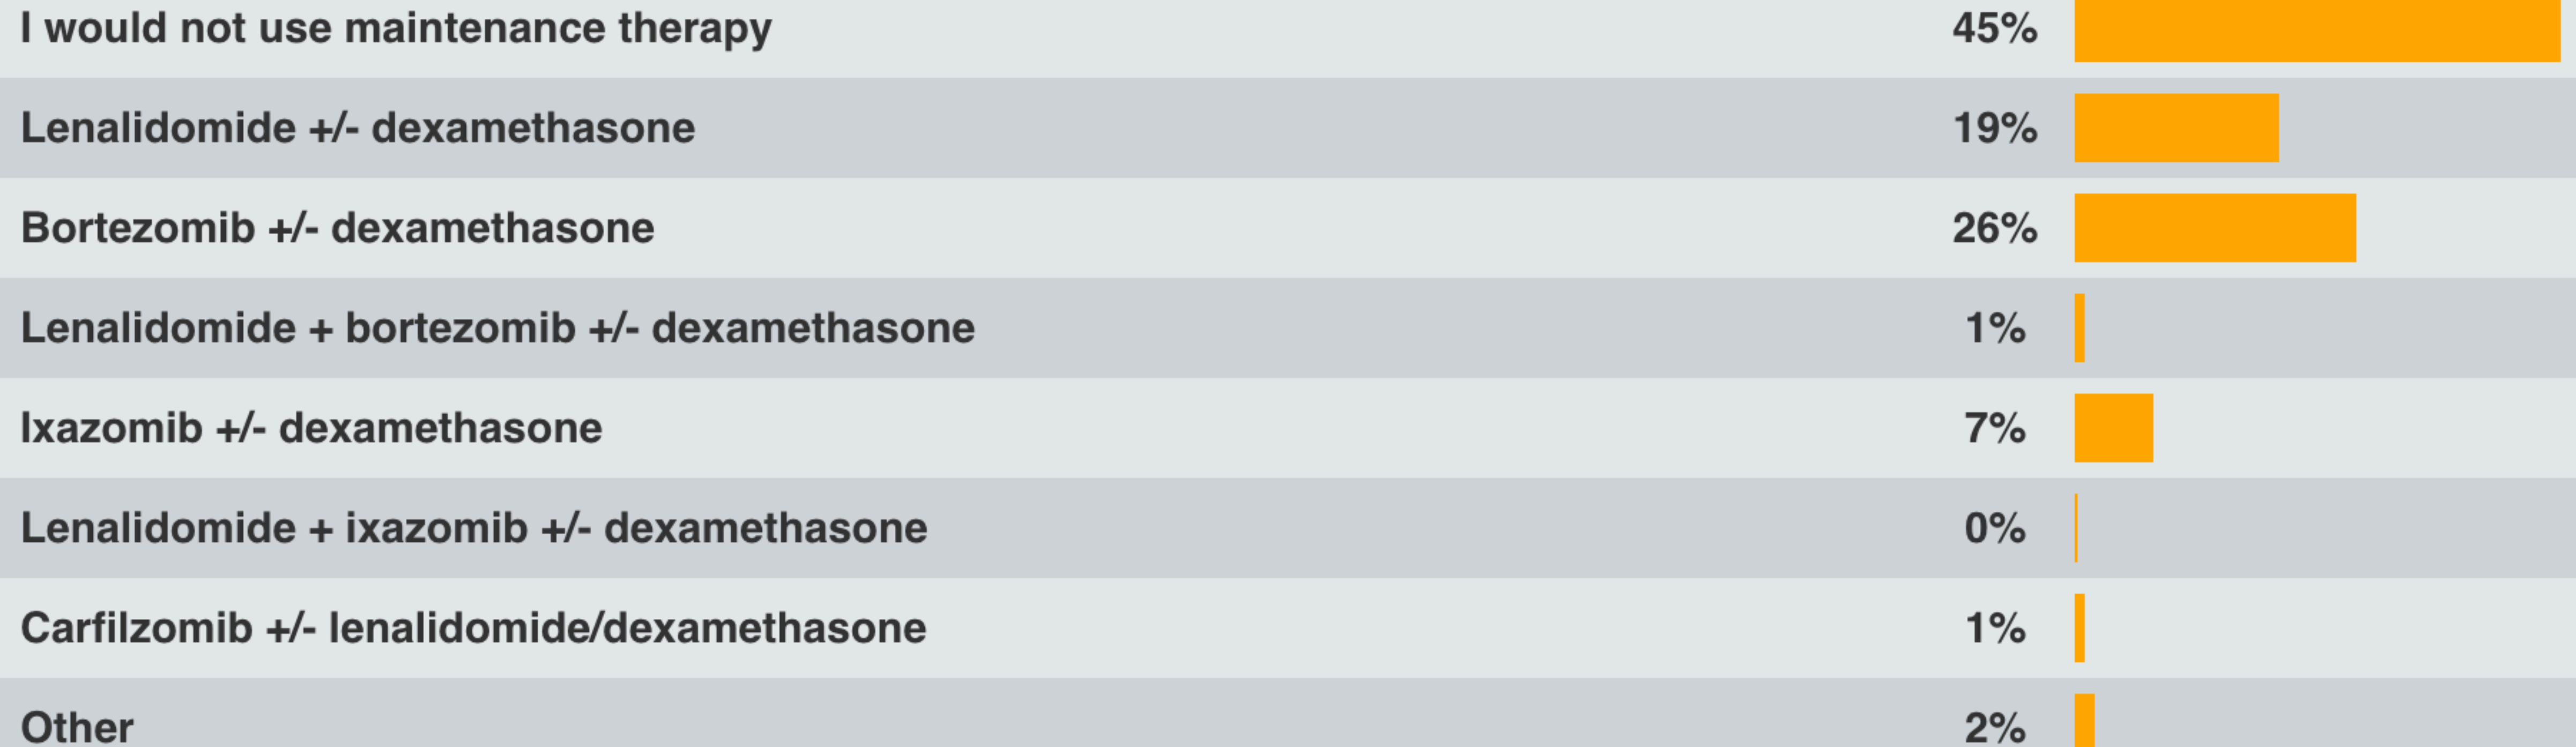 I would not use maintenance therapy 45%
Lenalidomide +/- dexamethasone 19%
Bortezomib +/- dexamethasone 26%
Lenalidomide + bortezomib +/- dexamethasone 1%
Ixazomib +/- dexamethasone 7%
Lenalidomide + ixazomib +/- dexamethasone 0%
Carfilzomib +/- lenalidomide/dexamethasone 1%
Other 2%